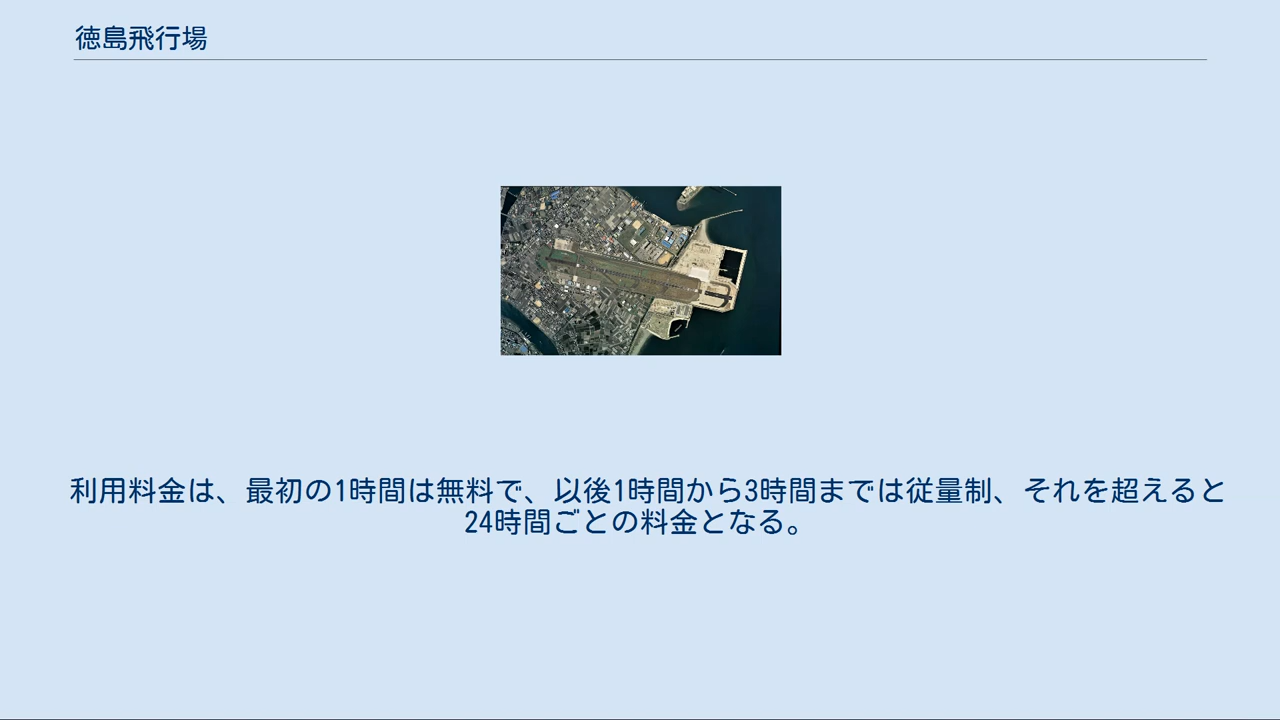 徳島飛行場
利用料金は、最初の1時間は無料で、以後1時間から3時間までは従量制、それを超えると
24時間ごとの料金となる。